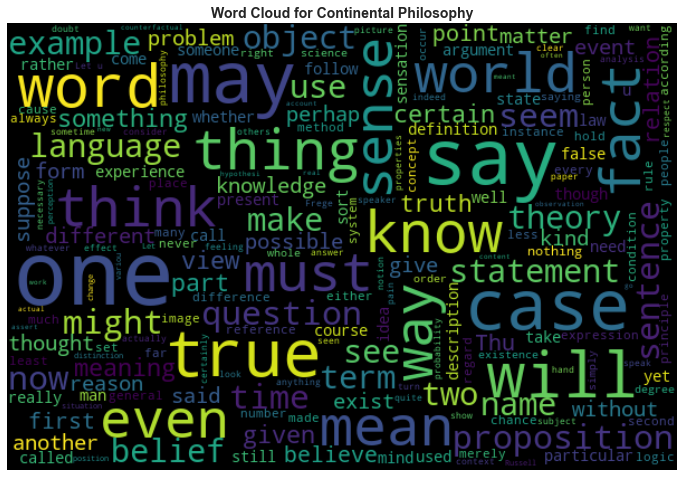 Word Cloud for Continental Philosophy
doubt counterfactual picture find want
example problem someone object right science point matter event clear often
rather come Let u philosophy word may use follow account sense sensation world argument occur analysis
cause something whether perhap certain seem state saying person law relation according
always sometime now consider others method definition instance hold meant indeed fact people respect
language thing properties concept false every rule paper
suppose form experience hypothesi real say
necessary perception think place knowledge sort system Frege speaker truth well though property
different present make observation theory
whatever effect many call never Let feeling possible whole answer know less kind need condition
one view part difference notion pain give nothing statement sentence principle
work change variou must either idea order content go
actual much might image question reference course way description probability case
assert set actually seen true see regard Thu take expression
thought distinction far certainly look anything term turn existence simply speak
least meaning time exist quite two hand will yet
now reason general number made show name without degree
really man said mean chance subject second
first situation even given believe proposition
another position belief still mind used merely context Russell particular logic
called